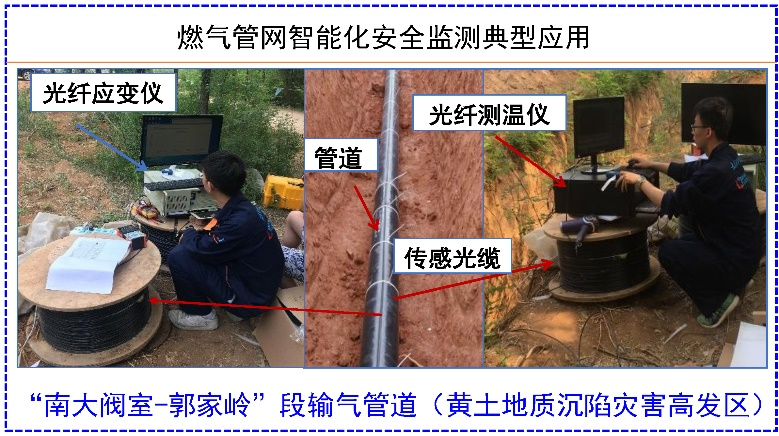 燃气管网智能化安全监测典型应用
光纤应变仪
管道
光纤测温仪
传感光缆
“南大阀室-郭家岭”段输气管道（黄土地质沉陷灾害高发区）